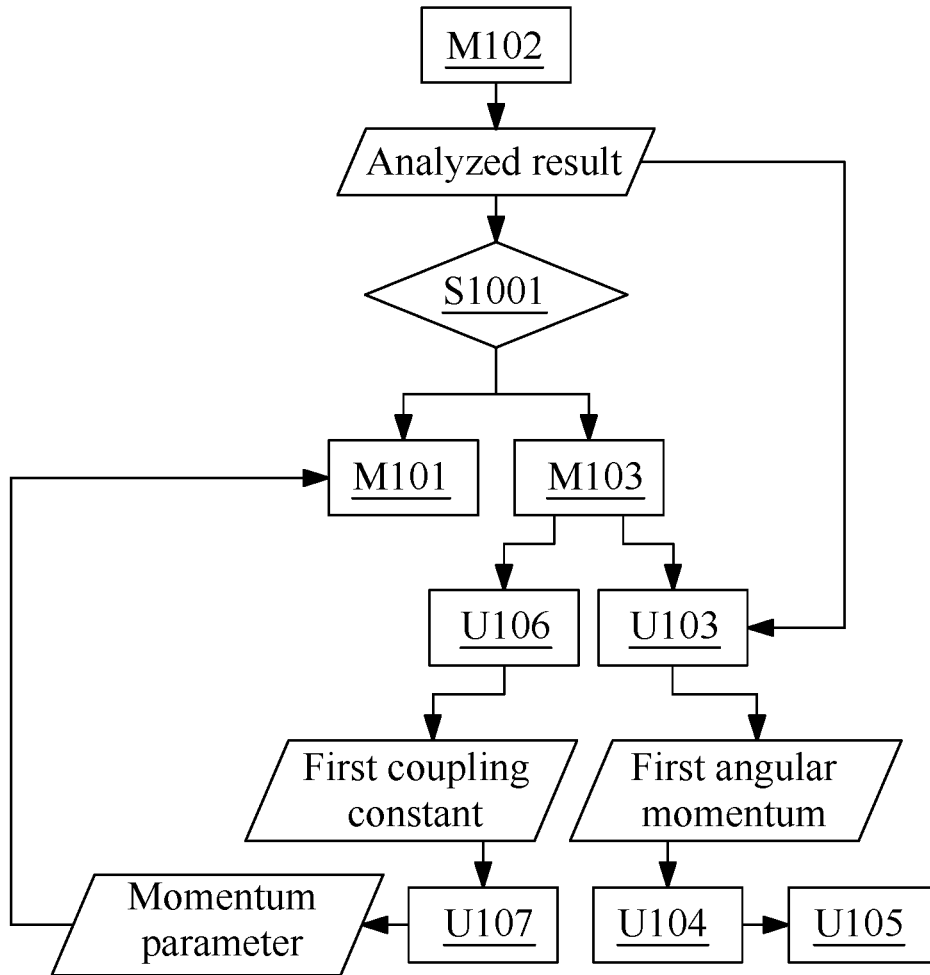 M102
Analyzed result
S1001
M101
M103
U106
U103
First coupling
constant
First angular
momentum
Momentum
parameter
U107
U104
U105